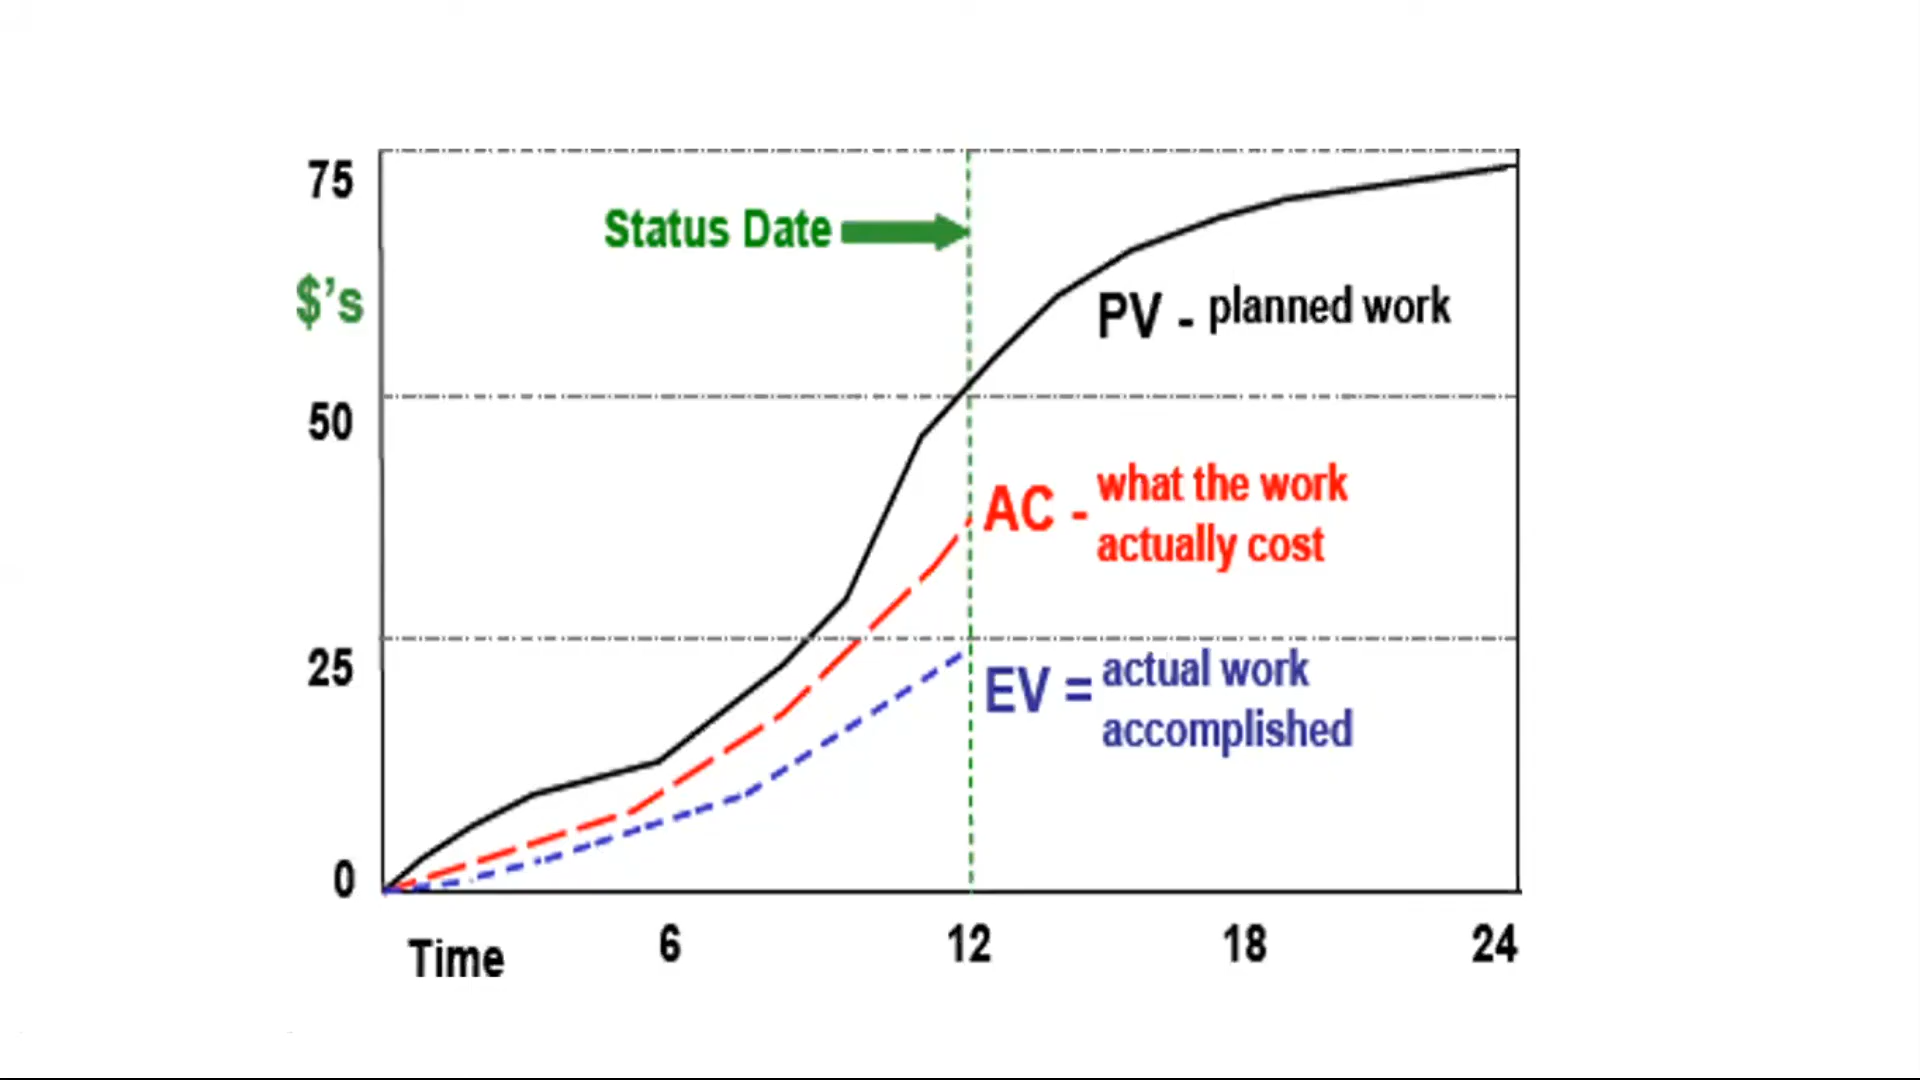 75
Status Date
$'s
PV - planned work
50
AC - what the work
actually cost
25
EV = actual work
accomplished
0
Time 6 12 18 24